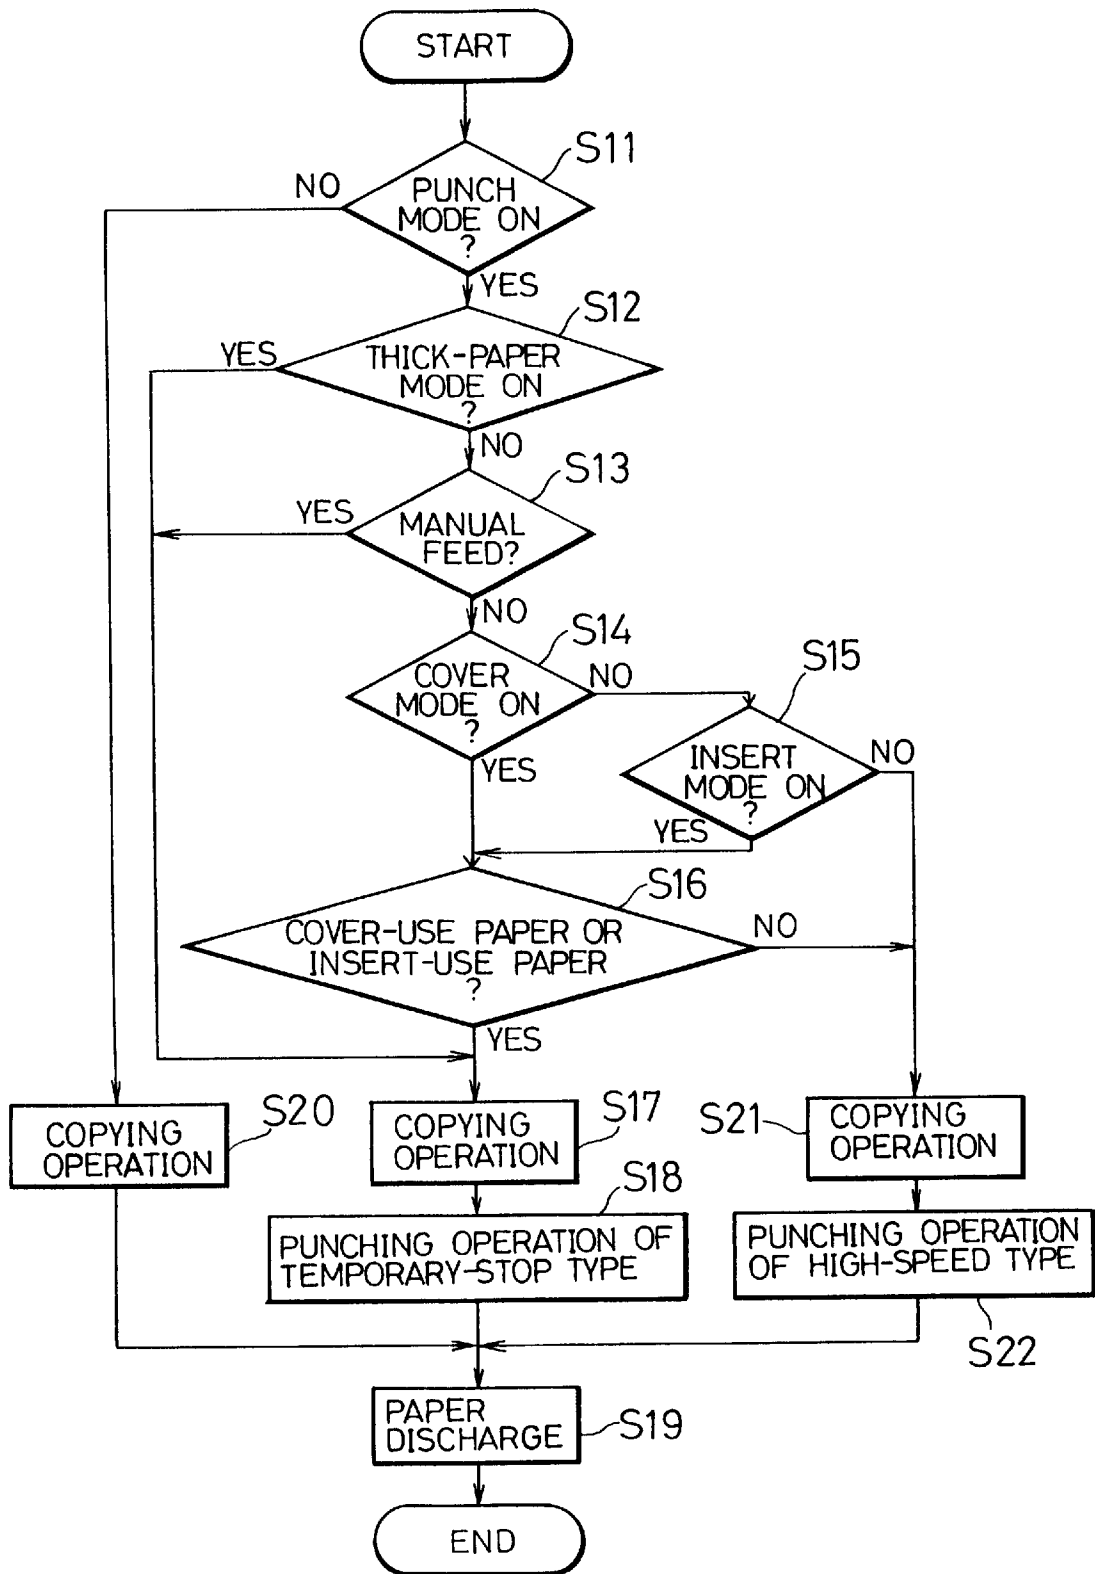 START
S11
NO
PUNCH
MODE ON
?
YES
S12
YES
THICK-PAPER
MODE ON
?
NO
S13
YES
MANUAL
FEED?
NO
S14
COVER
MODE ON
?
NO
YES
S15
INSERT
MODE ON
?
NO
YES
S16
COVER-USE PAPER OR
INSERT-USE PAPER
?
NO
YES
S20
COPYING
OPERATION
S17
COPYING
OPERATION
S21
COPYING
OPERATION
S18
PUNCHING OPERATION OF
TEMPORARY-STOP TYPE
PUNCHING OPERATION
OF HIGH-SPEED TYPE
S22
PAPER
DISCHARGE
S19
END